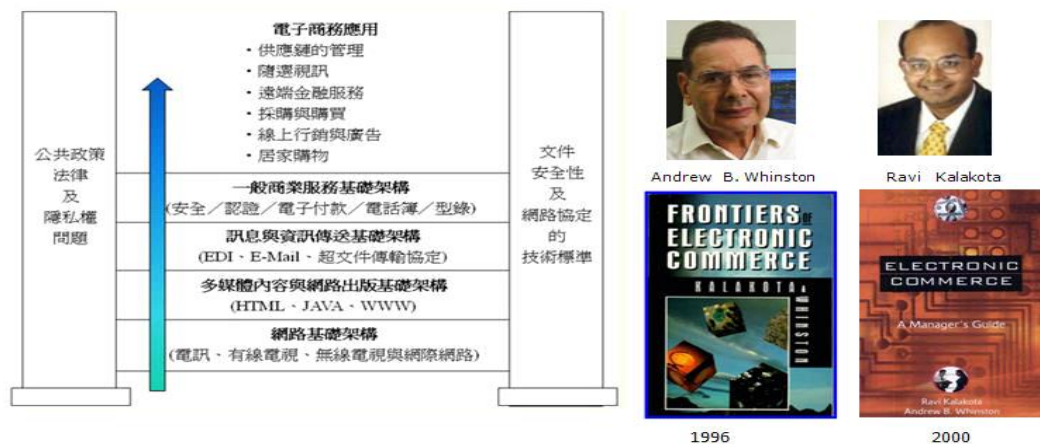 公共政策
法律
及
隱私權
問題
電子商務應用
・供應鏈的管理
・隨選視訊
・遠端金融服務
・採購與購買
・線上行銷與廣告
・居家購物
一般商業服務基礎架構
(安全／認證／電子付款／電話簿／型錄)
訊息與資訊傳送基礎架構
(EDI、E-Mail、超文件傳輸協定)
多媒體內容與網路出版基礎架構
(HTML、JAVA、WWW)
網路基礎架構
(電訊、有線電視、無線電視與網際網路)
文件
安全性
及
網路協定
的
技術標準
Andrew B. Whinston
Ravi Kalakota
FRONTIERS OF
ELECTRONIC
COMMERCE
KALAKOTA &
WHINSTON
1996
ELECTRONIC
COMMERCE
A Manager's Guide
Ravi Kalakota
Andrew B. Whinston
2000